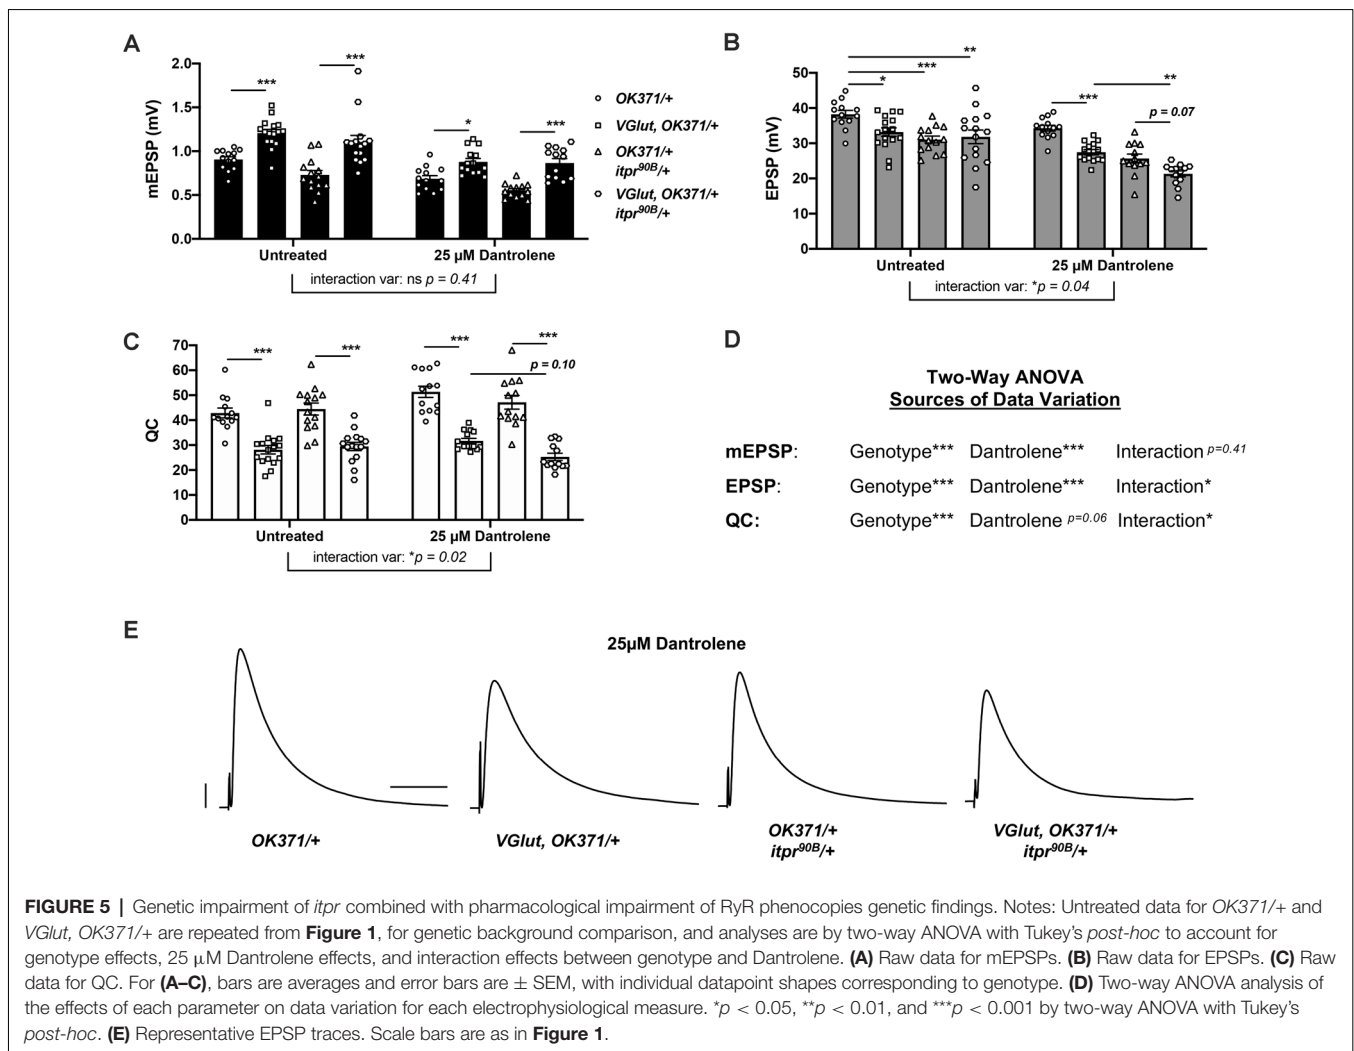 A
mEPSP (mV)
2.0
1.5
1.0
0.5
0.0
***
***
*
***
Untreated
25 µM Dantrolene
interaction var: ns p = 0.41
OK371/+
VGlut, OK371/+
OK371/+
itpr90B/+
VGlut, OK371/+
itpr90B/+
B
EPSP (mV)
50
40
30
20
10
0
**
***
*
**
***
p = 0.07
Untreated
25 µM Dantrolene
interaction var: *p = 0.04
C
QC
70
60
50
40
30
20
10
0
***
***
***
***
p = 0.10
Untreated
25 µM Dantrolene
interaction var: *p = 0.02
D
Two-Way ANOVA
Sources of Data Variation
mEPSP: Genotype*** Dantrolene*** Interaction p=0.41
EPSP: Genotype*** Dantrolene*** Interaction*
QC: Genotype*** Dantrolene p=0.06 Interaction*
E
25µM Dantrolene
OK371/+
VGlut, OK371/+
OK371/+
itpr90B/+
VGlut, OK371/+
itpr90B/+
FIGURE 5 | Genetic impairment of itpr combined with pharmacological impairment of RyR phenocopies genetic findings. Notes: Untreated data for OK371/+ and
VGlut, OK371/+ are repeated from Figure 1, for genetic background comparison, and analyses are by two-way ANOVA with Tukey's post-hoc to account for
genotype effects, 25 µM Dantrolene effects, and interaction effects between genotype and Dantrolene. (A) Raw data for mEPSPs. (B) Raw data for EPSPs. (C) Raw
data for QC. For (A–C), bars are averages and error bars are ± SEM, with individual datapoint shapes corresponding to genotype. (D) Two-way ANOVA analysis of
the effects of each parameter on data variation for each electrophysiological measure. *p < 0.05, **p < 0.01, and ***p < 0.001 by two-way ANOVA with Tukey's
post-hoc. (E) Representative EPSP traces. Scale bars are as in Figure 1.